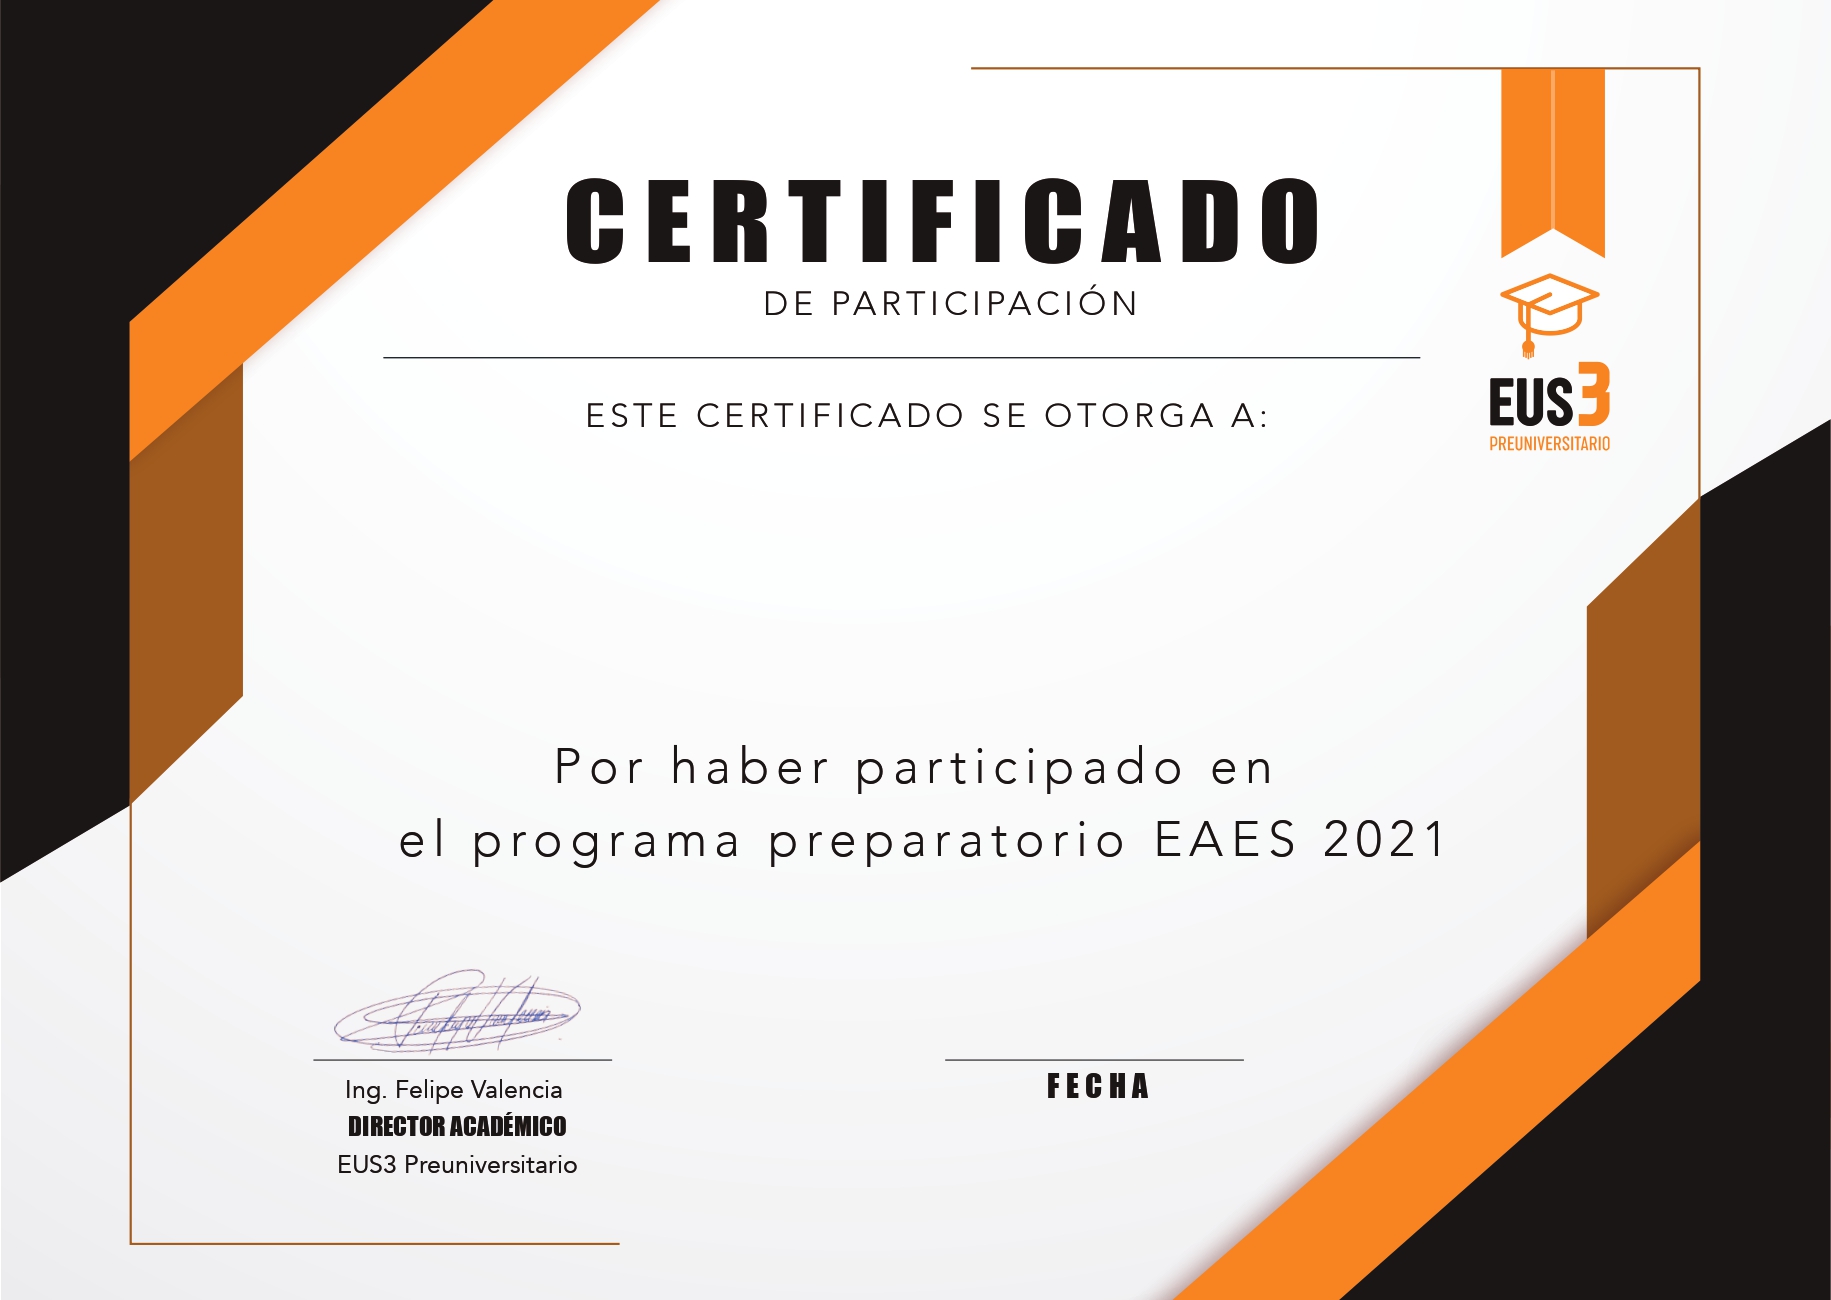 CERTIFICADO
DE PARTICIPACIÓN
ESTE CERTIFICADO SE OTORGA A:
EUS3
PREUNIVERSITARIO
Por haber participado en
el programa preparatorio EAES 2021
Ing. Felipe Valencia
DIRECTOR ACADÉMICO
EUS3 Preuniversitario
FECHA